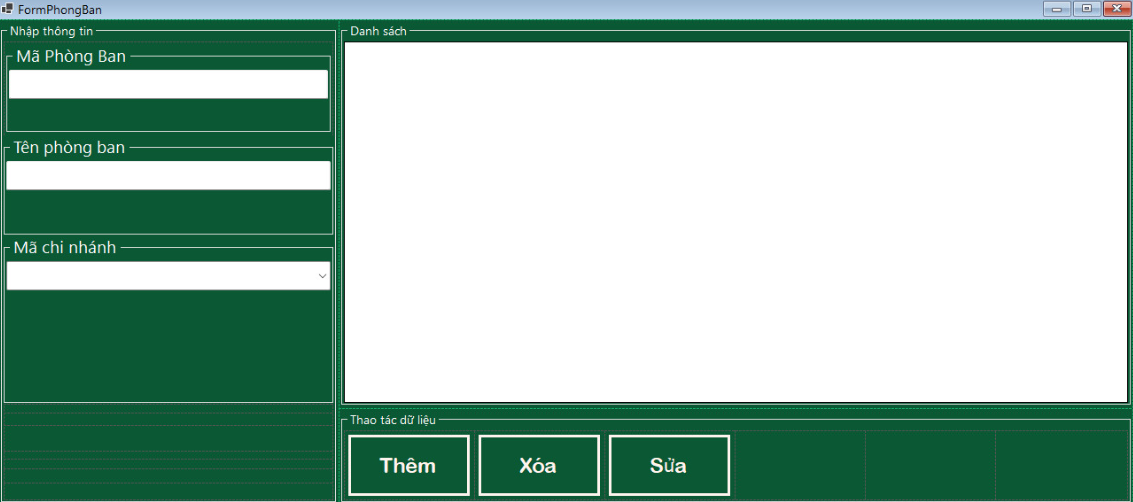 FormPhongBan
Nhập thông tin
Mã Phòng Ban
Tên phòng ban
Mã chi nhánh
Danh sách
Thao tác dữ liệu
Thêm
Xóa
Sửa